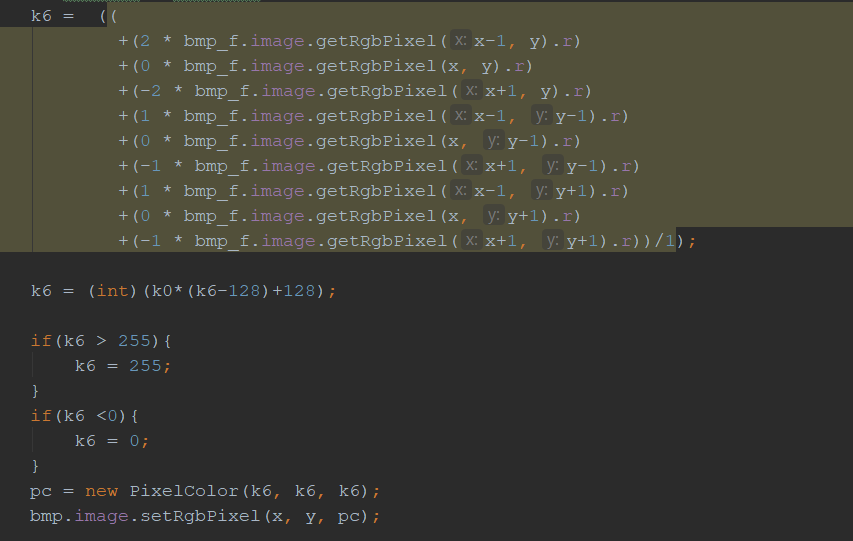 k6 =  ((
+(2 * bmp_f.image.getRgbPixel( x: x-1, y).r)
+(0 * bmp_f.image.getRgbPixel(x, y).r)
+(-2 * bmp_f.image.getRgbPixel( x: x+1, y).r)
+(1 * bmp_f.image.getRgbPixel( x: x-1, y: y-1).r)
+(0 * bmp_f.image.getRgbPixel(x, y: y-1).r)
+(-1 * bmp_f.image.getRgbPixel( x: x+1, y: y-1).r)
+(1 * bmp_f.image.getRgbPixel( x: x-1, y: y+1).r)
+(0 * bmp_f.image.getRgbPixel(x, y: y+1).r)
+(-1 * bmp_f.image.getRgbPixel( x: x+1, y: y+1).r))/1);
k6 = (int)(k0*(k6-128)+128);
if(k6 > 255){
k6 = 255;
}
if(k6 <0){
k6 = 0;
}
pc = new PixelColor(k6, k6, k6);
bmp.image.setRgbPixel(x, y, pc);